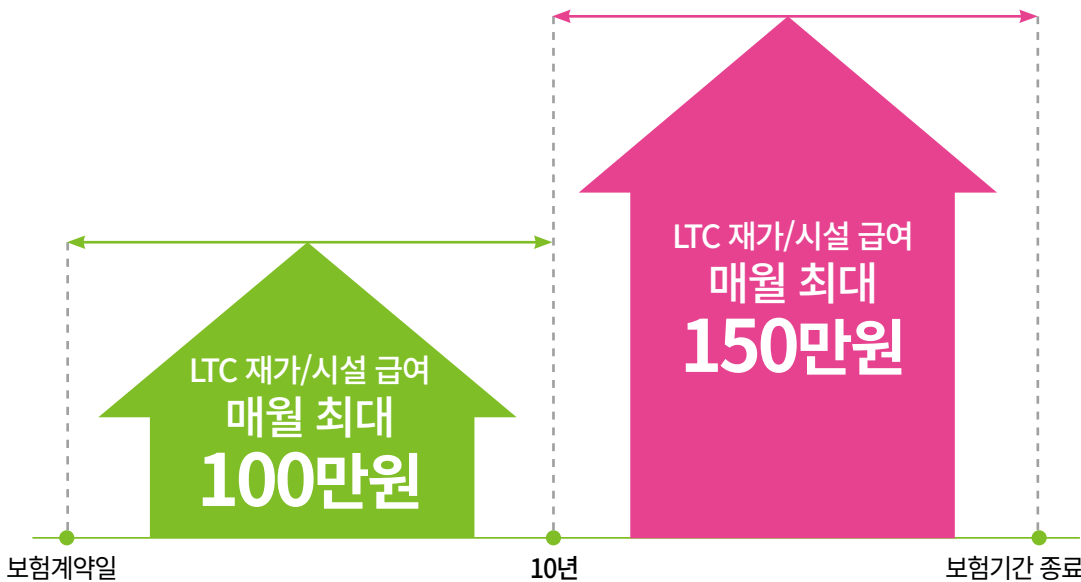 LTC 재가/시설 급여
매월 최대
100만원
LTC 재가/시설 급여
매월 최대
150만원
보험계약일
10년
보험기간 종료